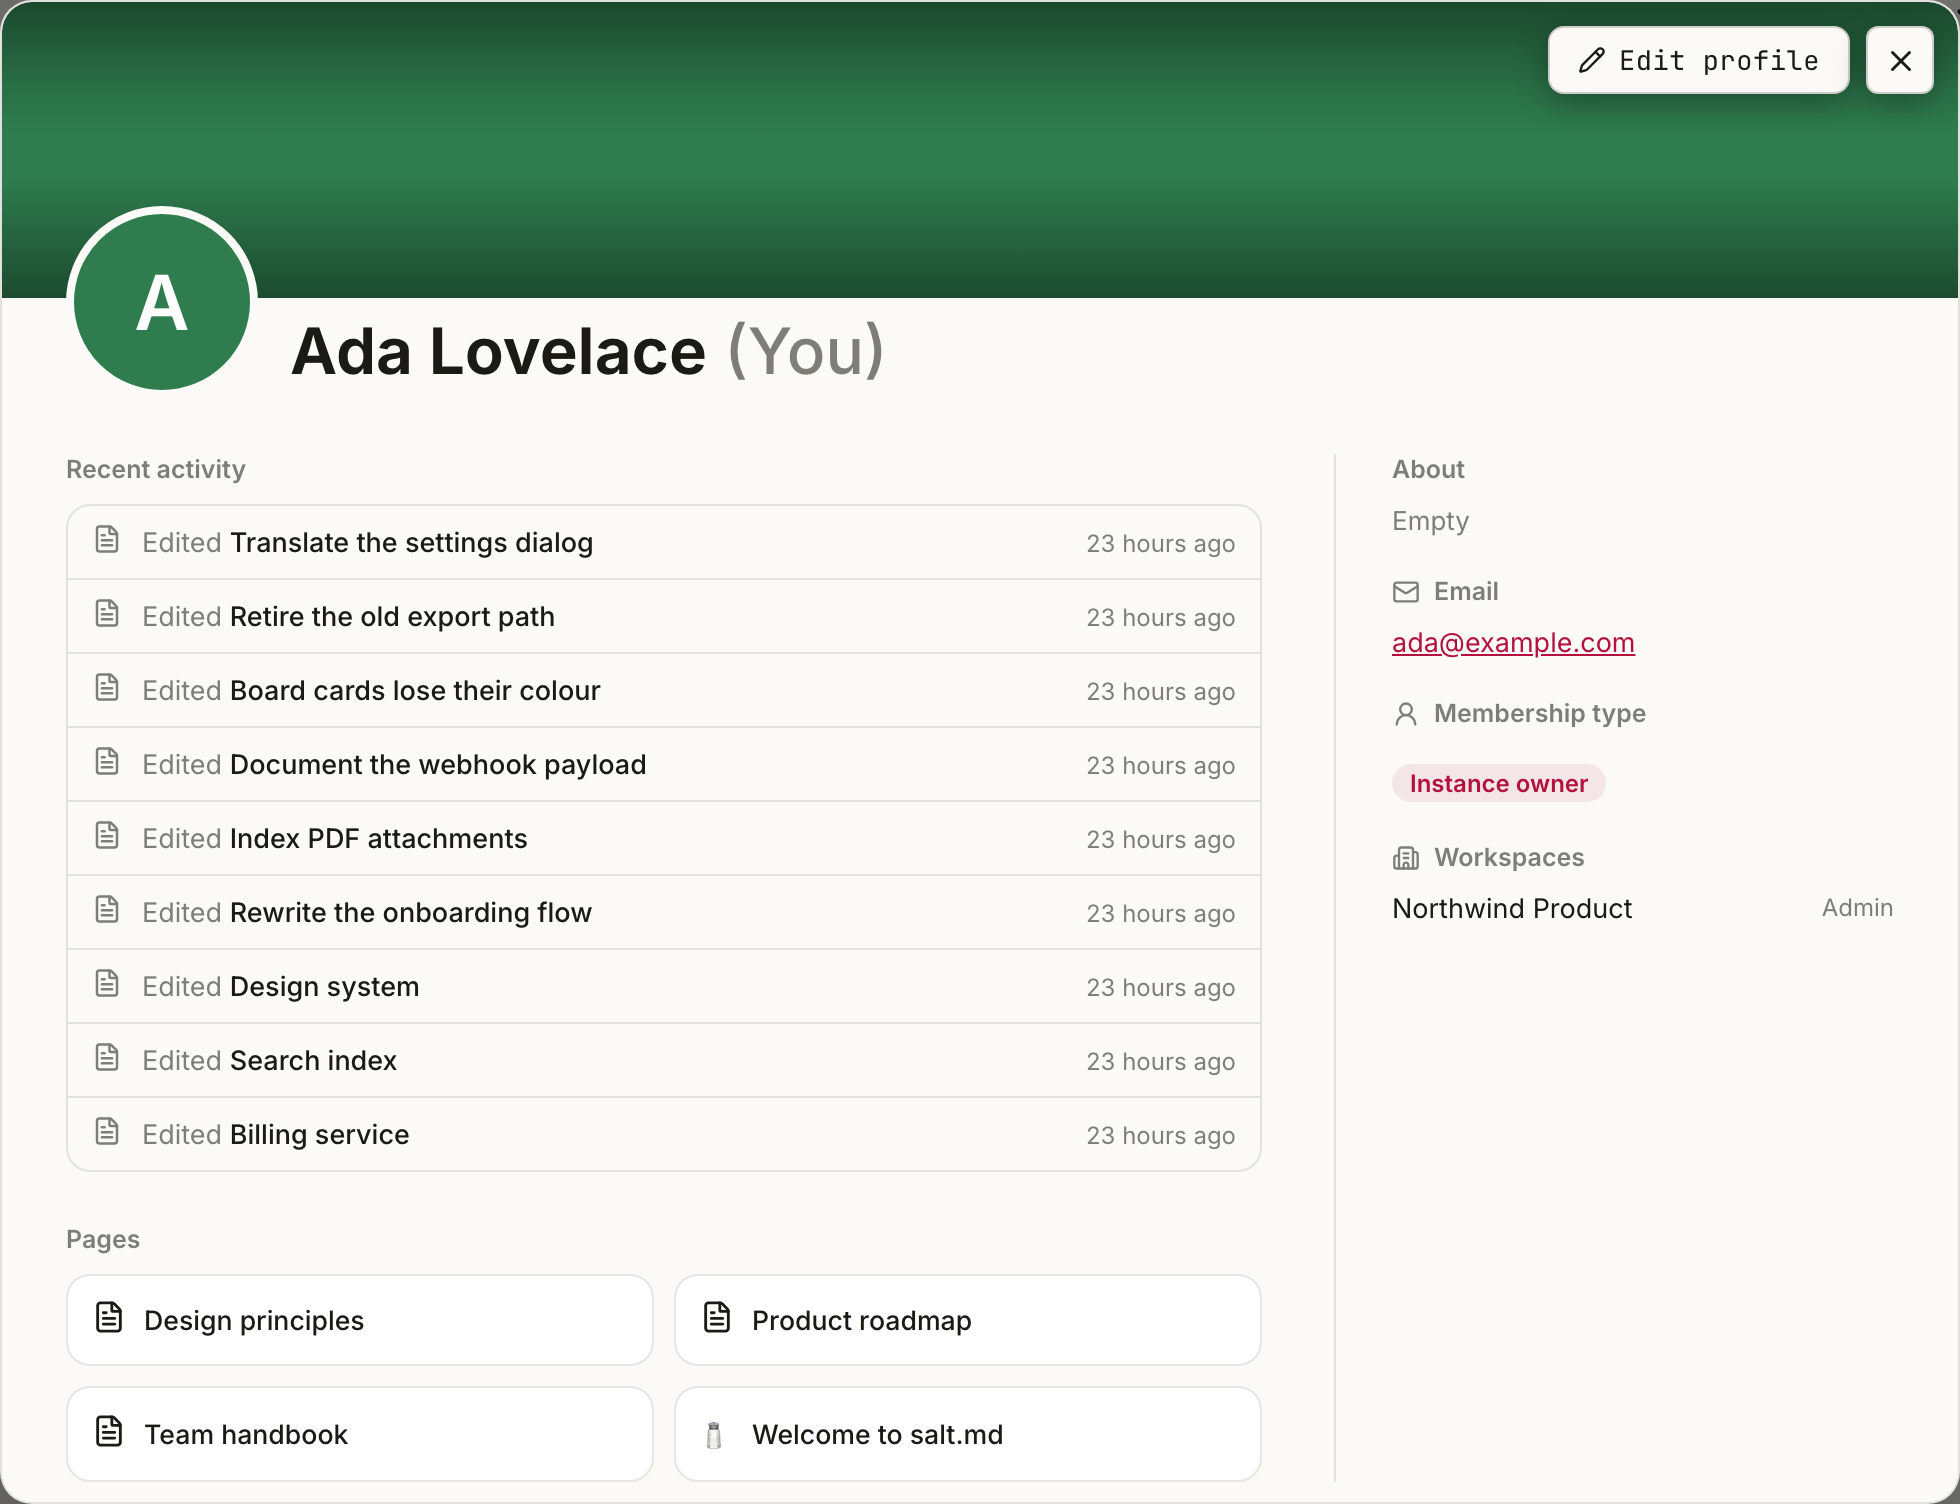 Edit profile
A
Ada Lovelace (You)
Recent activity
Edited Translate the settings dialog 23 hours ago
Edited Retire the old export path 23 hours ago
Edited Board cards lose their colour 23 hours ago
Edited Document the webhook payload 23 hours ago
Edited Index PDF attachments 23 hours ago
Edited Rewrite the onboarding flow 23 hours ago
Edited Design system 23 hours ago
Edited Search index 23 hours ago
Edited Billing service 23 hours ago
Pages
Design principles
Product roadmap
Team handbook
Welcome to salt.md
About
Empty
Email
ada@example.com
Membership type
Instance owner
Workspaces
Northwind Product Admin